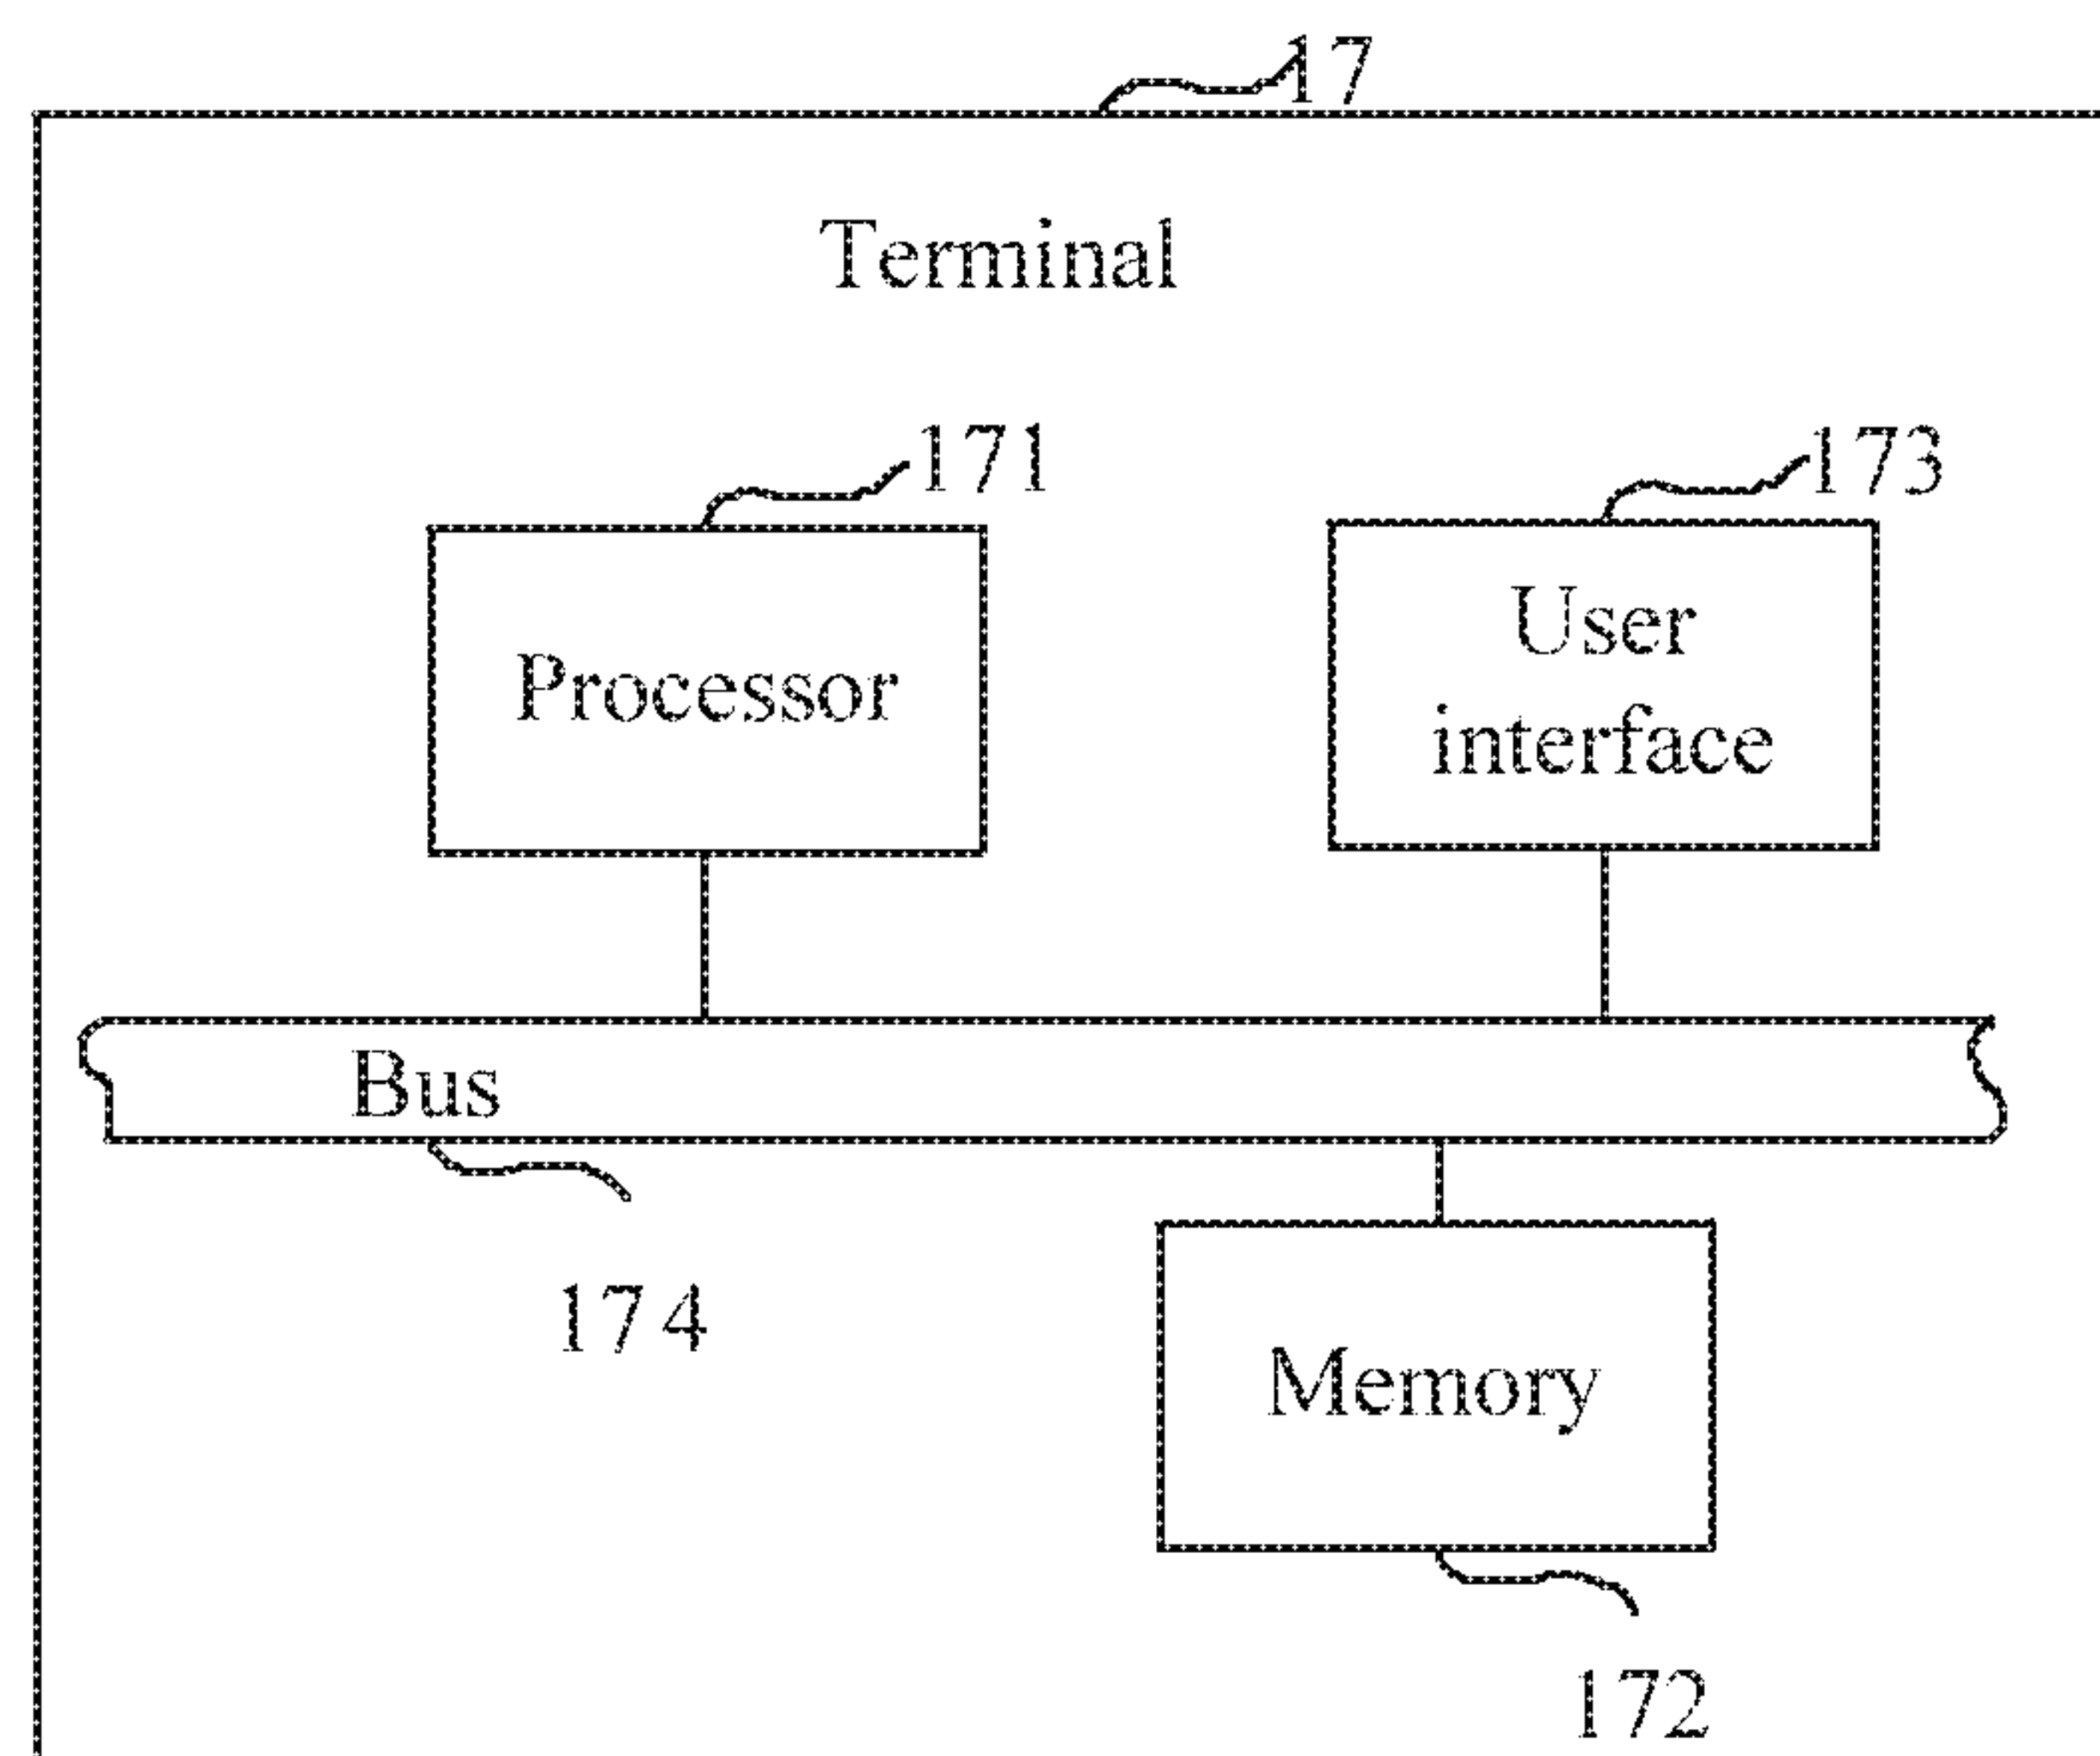 17
Terminal
171
173
Processor
User
interface
Bus
174
Memory
172